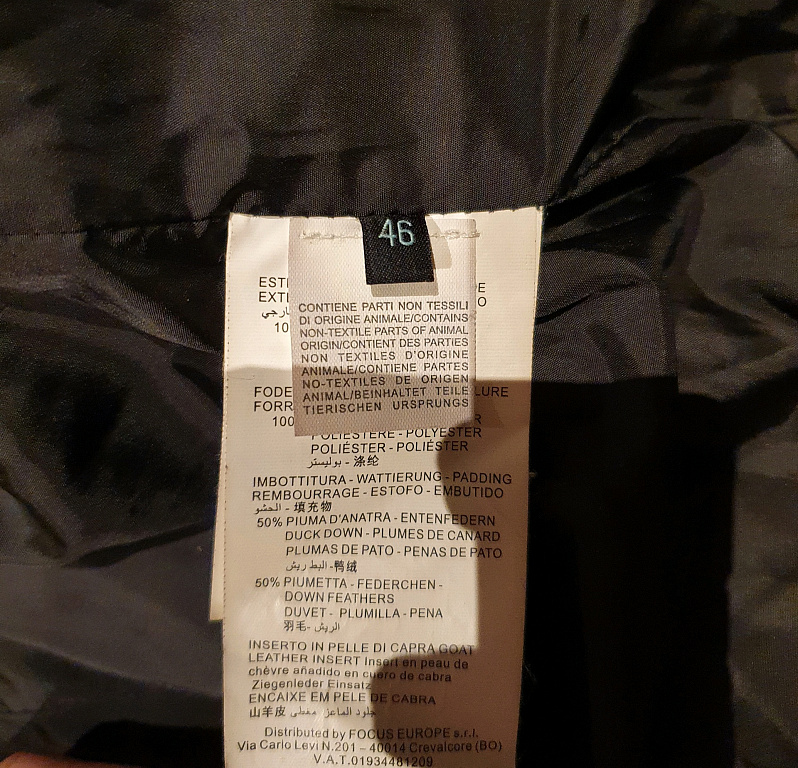 46
CONTIENE PARTI NON TESSILI
DI ORIGINE ANIMALE/CONTAINS
NON-TEXTILE PARTS OF ANIMAL
ORIGIN/CONTIENT DES PARTIES
NON TEXTILES D'ORIGINE
ANIMALE/CONTIENE PARTES
NO-TEXTILES DE ORIGEN
ANIMAL/BEINHALTET TEILE
TIERISCHEN URSPRUNGS
POLIESTERE - POLYESTER
POLIÉSTER - POLIÉSTER
بوليستر - 涤纶
IMBOTTITURA - WATTIERUNG - PADDING
REMBOURRAGE - ESTOFO - EMBUTIDO
الحشو - 填充物
50% PIUMA D'ANATRA - ENTENFEDERN
DUCK DOWN - PLUMES DE CANARD
PLUMAS DE PATO - PENAS DE PATO
البط ريش - 鸭绒
50% PIUMETTA - FEDERCHEN -
DOWN FEATHERS
DUVET - PLUMILLA - PENA
羽毛 - الريش
INSERTO IN PELLE DI CAPRA GOAT
LEATHER INSERT Insert en peau de
chèvre añadido en cuero de cabra
Ziegenleder Einsatz
ENCAIXE EM PELE DE CABRA
山羊皮 جلود الماعز
Distributed by FOCUS EUROPE s.r.l.
Via Carlo Levi N.201 - 40014 Crevalcore (BO)
V.A.T.01934481209